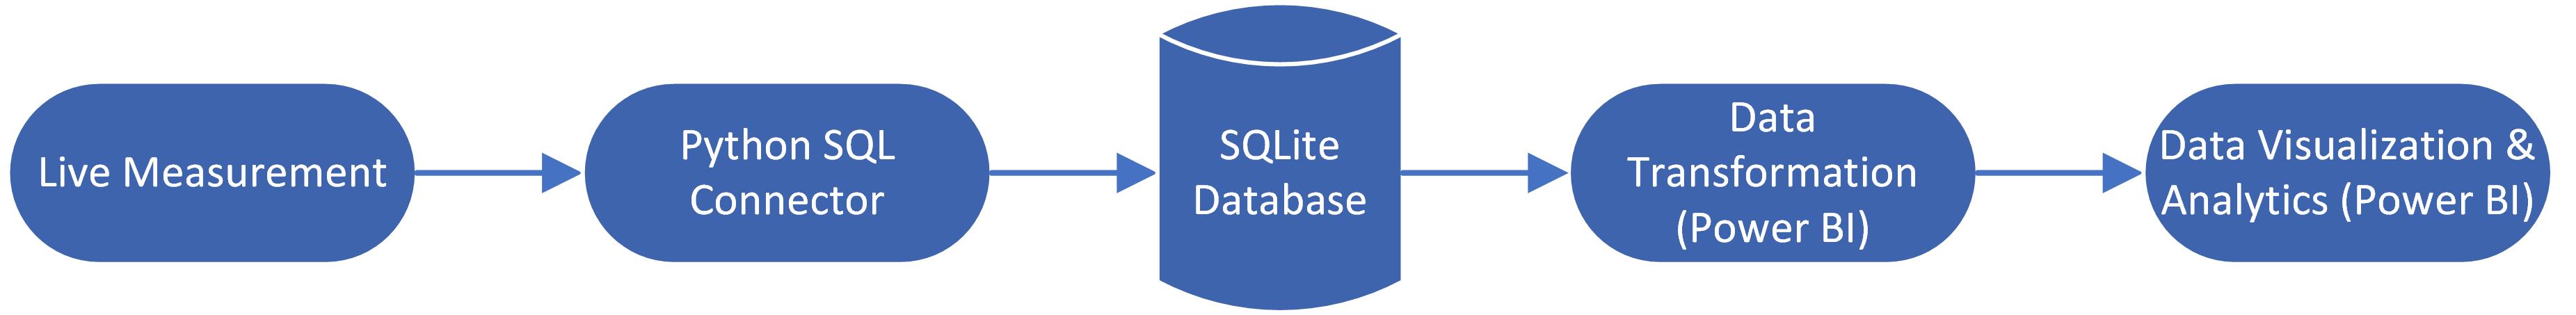 Live Measurement
Python SQL
Connector
SQLite
Database
Data
Transformation
(Power BI)
Data Visualization &
Analytics (Power BI)